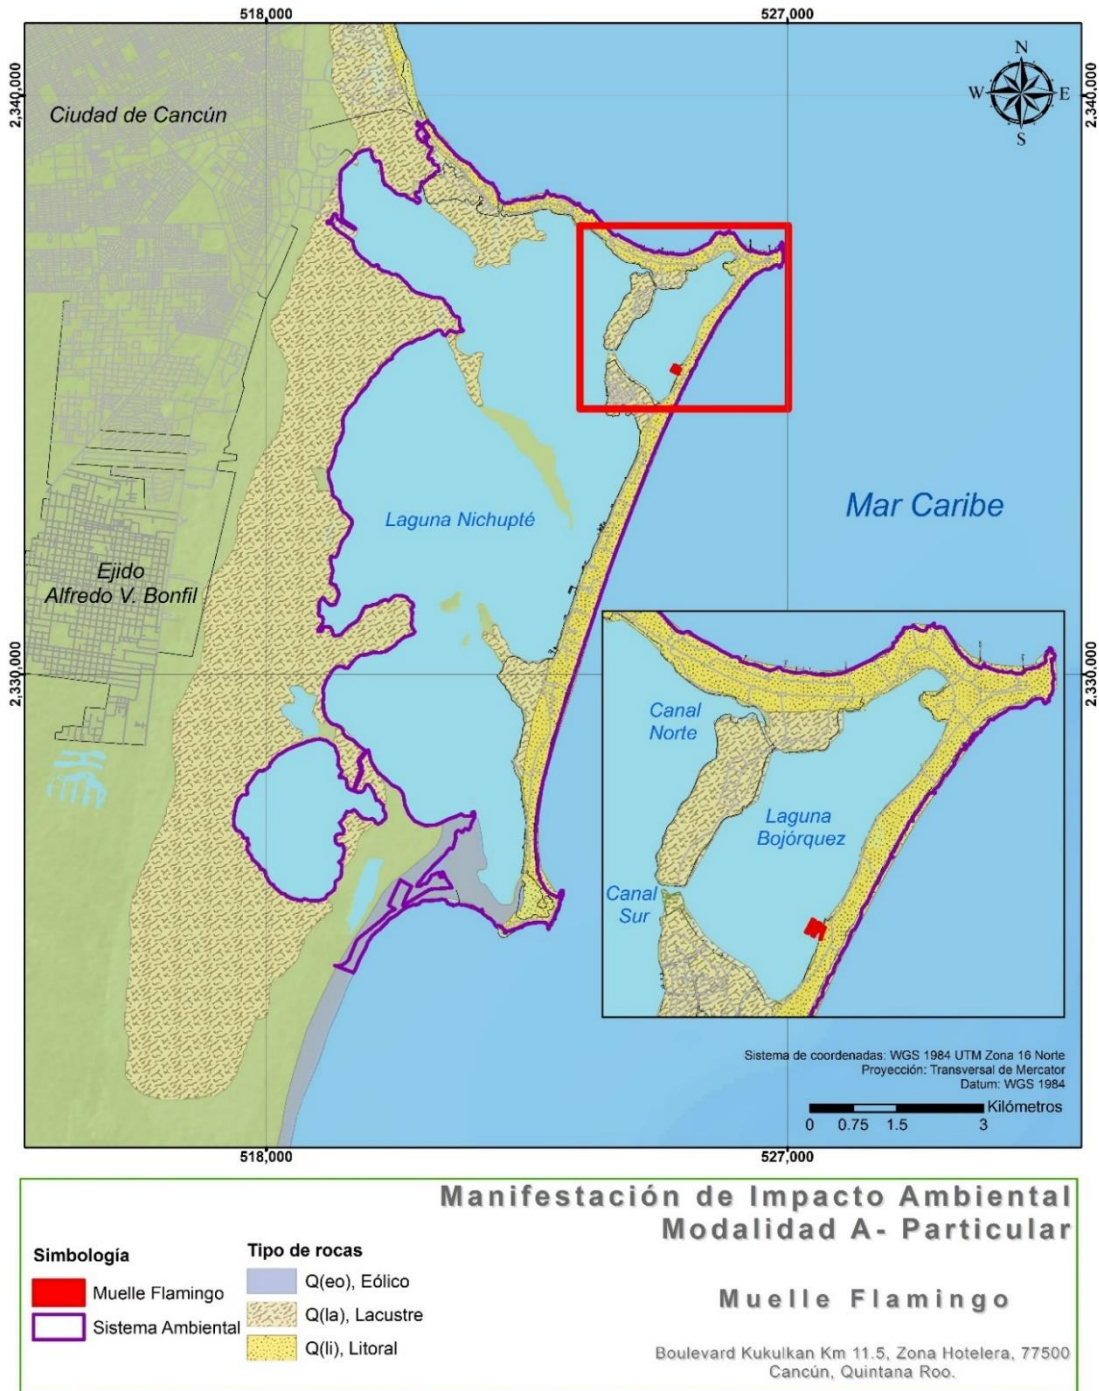 518,000
527,000
2,340,000
2,340,000
N
W
E
S
Ciudad de Cancún
Laguna Nichupté
Mar Caribe
Ejido
Alfredo V. Bonfil
2,330,000
2,330,000
Canal
Norte
Laguna
Bojórquez
Canal
Sur
Sistema de coordenadas: WGS 1984 UTM Zona 16 Norte
Proyección: Transversal de Mercator
Datum: WGS 1984
Kilómetros
0 0.75 1.5 3
518,000
527,000
Manifestación de Impacto Ambiental
Modalidad A- Particular
Simbología
Muelle Flamingo
Sistema Ambiental
Tipo de rocas
Q(eo), Eólico
Q(la), Lacustre
Q(li), Litoral
Muelle Flamingo
Boulevard Kukulkan Km 11.5, Zona Hotelera, 77500
Cancún, Quintana Roo.